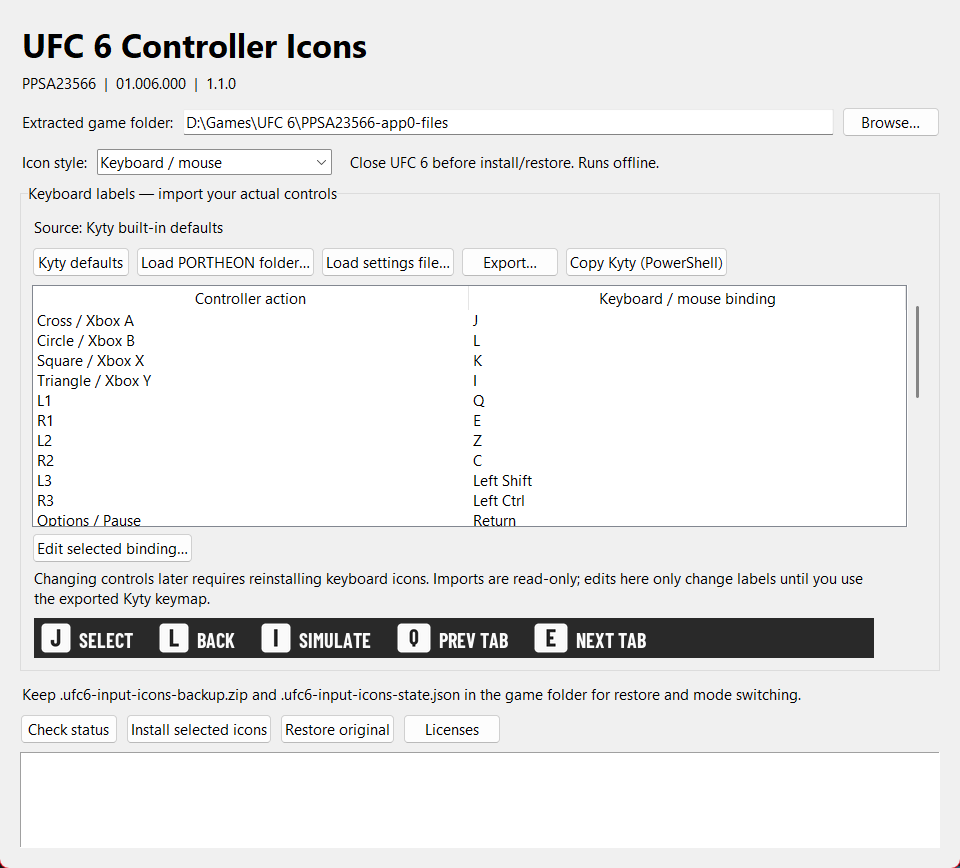 UFC 6 Controller Icons
PPSA23566 | 01.006.000 | 1.1.0
Extracted game folder: D:\Games\UFC 6\PPSA23566-app0-files Browse...
Icon style: Keyboard / mouse Close UFC 6 before install/restore. Runs offline.
Keyboard labels — import your actual controls
Source: Kyty built-in defaults
Kyty defaults Load PORTHEON folder... Load settings file... Export... Copy Kyty (PowerShell)
Controller action Keyboard / mouse binding
Cross / Xbox A J
Circle / Xbox B L
Square / Xbox X K
Triangle / Xbox Y I
L1 Q
R1 E
L2 Z
R2 C
L3 Left Shift
R3 Left Ctrl
Options / Pause Return
Edit selected binding...
Changing controls later requires reinstalling keyboard icons. Imports are read-only; edits here only change labels until you use
the exported Kyty keymap.
J SELECT L BACK I SIMULATE Q PREV TAB E NEXT TAB
Keep .ufc6-input-icons-backup.zip and .ufc6-input-icons-state.json in the game folder for restore and mode switching.
Check status Install selected icons Restore original Licenses